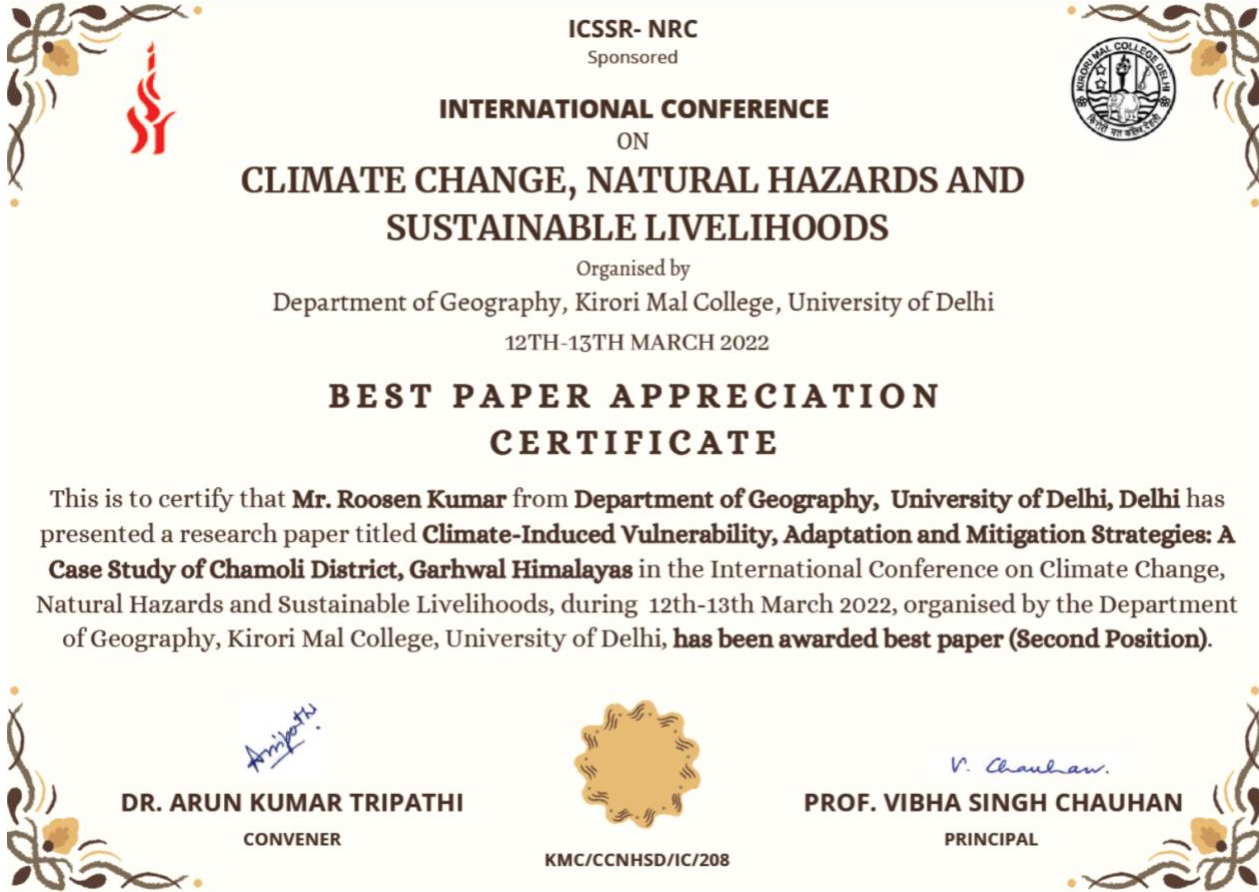 ICSSR- NRC
Sponsored
KIRORI MAL COLLEGE DELHI
किरोड़ी मल कॉलेज देहली
INTERNATIONAL CONFERENCE
ON
CLIMATE CHANGE, NATURAL HAZARDS AND
SUSTAINABLE LIVELIHOODS
Organised by
Department of Geography, Kirori Mal College, University of Delhi
12TH-13TH MARCH 2022
BEST PAPER APPRECIATION
CERTIFICATE
This is to certify that Mr. Roosen Kumar from Department of Geography, University of Delhi, Delhi has
presented a research paper titled Climate-Induced Vulnerability, Adaptation and Mitigation Strategies: A
Case Study of Chamoli District, Garhwal Himalayas in the International Conference on Climate Change,
Natural Hazards and Sustainable Livelihoods, during 12th-13th March 2022, organised by the Department
of Geography, Kirori Mal College, University of Delhi, has been awarded best paper (Second Position).
V. Chauhan.
DR. ARUN KUMAR TRIPATHI
PROF. VIBHA SINGH CHAUHAN
CONVENER
PRINCIPAL
KMC/CCNHSD/IC/208